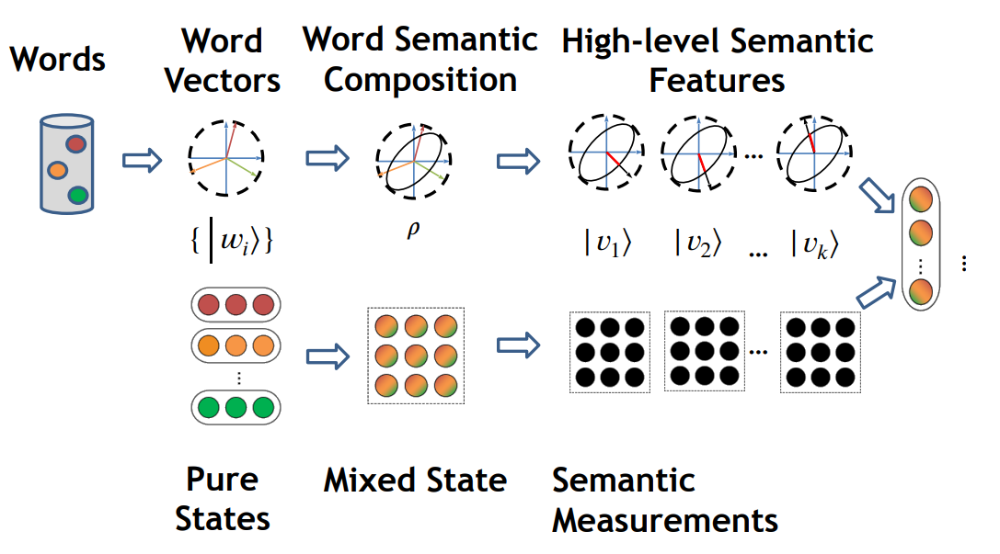 Words
Word
Vectors
Word Semantic
Composition
High-level Semantic
Features
...
{|wᵢ⟩}
ρ
|v₁⟩ |v₂⟩ ... |vₖ⟩
⋮
⋮
...
⋮
Pure
States
Mixed State
Semantic
Measurements